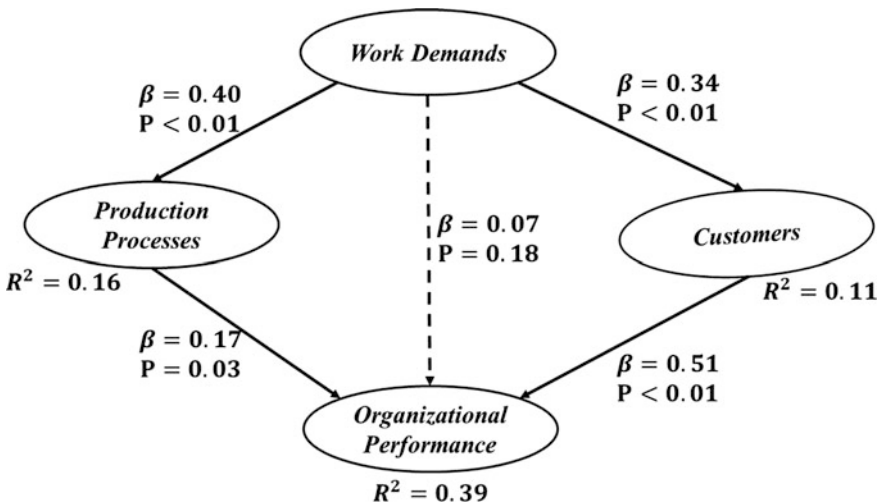 Work Demands
β = 0.40
P < 0.01
β = 0.34
P < 0.01
Production
Processes
β = 0.07
P = 0.18
Customers
R² = 0.16
R² = 0.11
β = 0.17
P = 0.03
β = 0.51
P < 0.01
Organizational
Performance
R² = 0.39